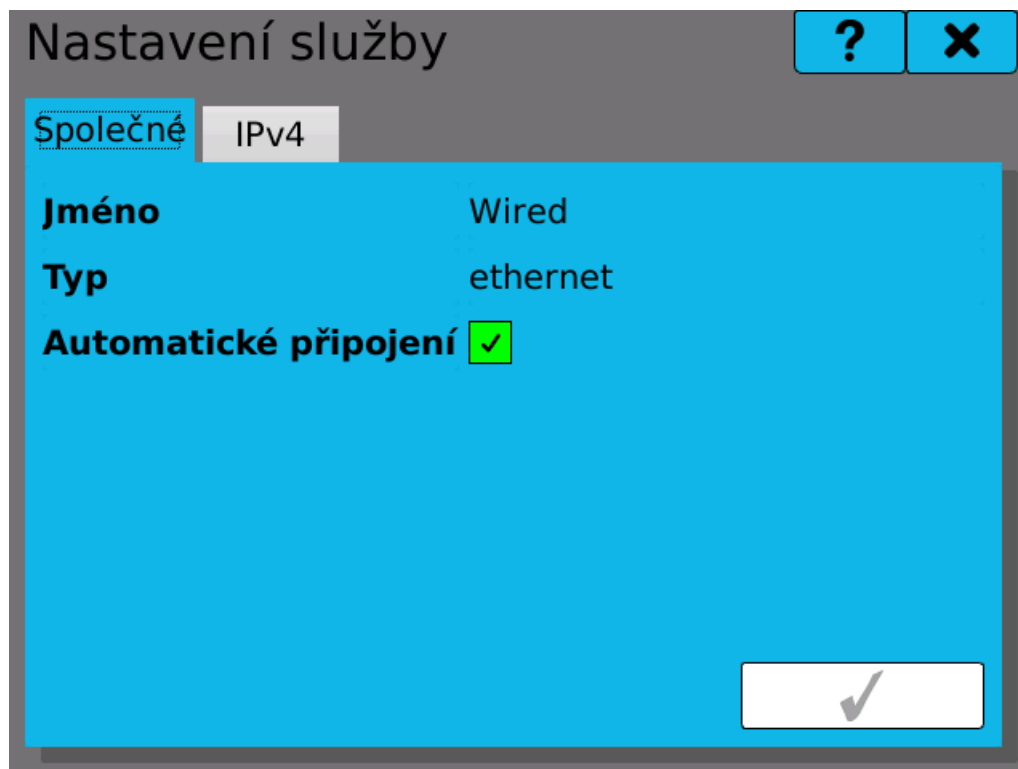 Nastavení služby
?
Společné
IPv4
Jméno Wired
Typ ethernet
Automatické připojení